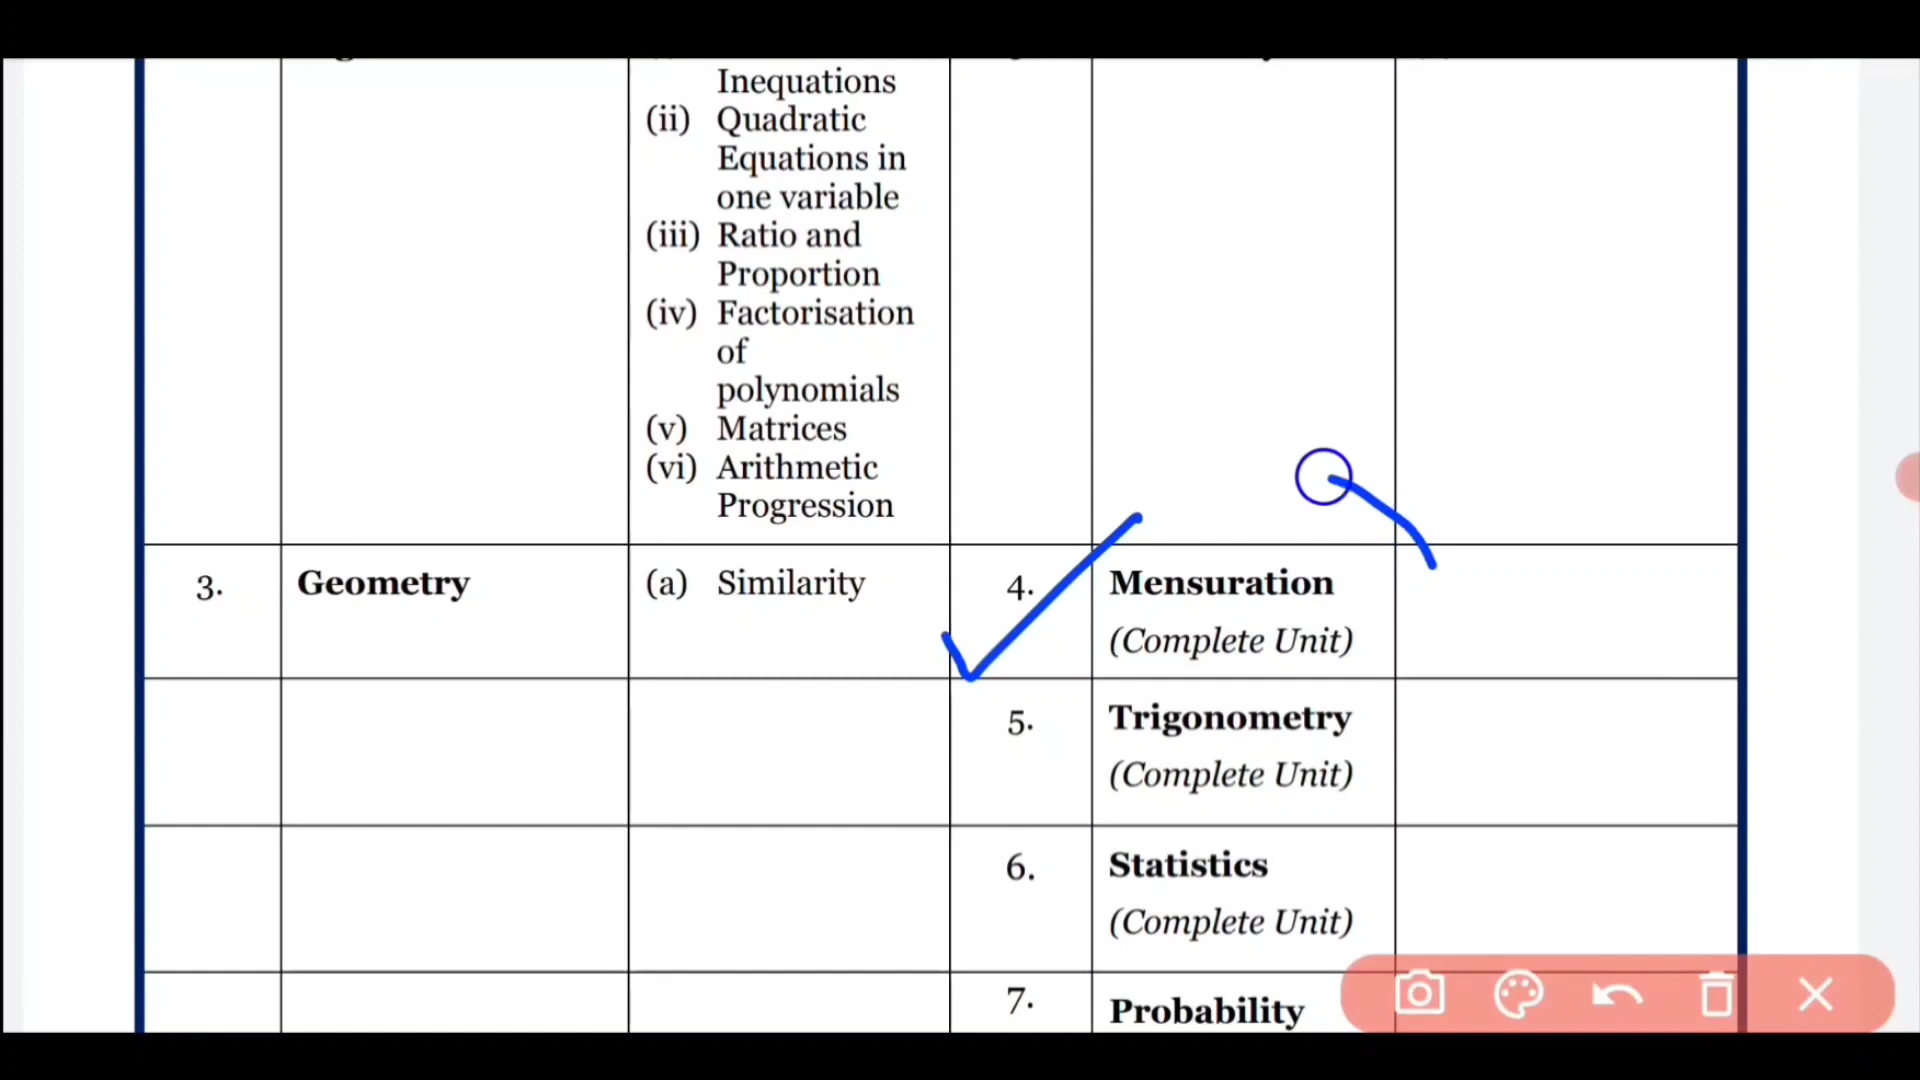 Inequations
(ii) Quadratic
Equations in
one variable
(iii) Ratio and
Proportion
(iv) Factorisation
of
polynomials
(v) Matrices
(vi) Arithmetic
Progression
3. Geometry (a) Similarity 4. Mensuration
(Complete Unit)
5. Trigonometry
(Complete Unit)
6. Statistics
(Complete Unit)
7. Probability